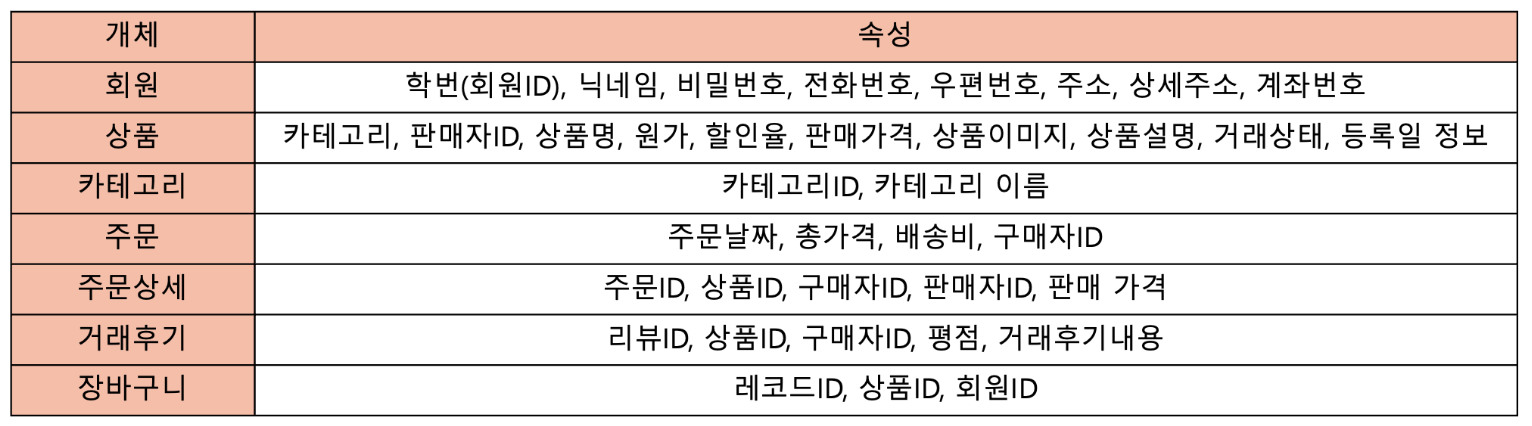 개체 속성
회원 학번(회원ID), 닉네임, 비밀번호, 전화번호, 우편번호, 주소, 상세주소, 계좌번호
상품 카테고리, 판매자ID, 상품명, 원가, 할인율, 판매가격, 상품이미지, 상품설명, 거래상태, 등록일 정보
카테고리 카테고리ID, 카테고리 이름
주문 주문날짜, 총가격, 배송비, 구매자ID
주문상세 주문ID, 상품ID, 구매자ID, 판매자ID, 판매 가격
거래후기 리뷰ID, 상품ID, 구매자ID, 평점, 거래후기내용
장바구니 레코드ID, 상품ID, 회원ID